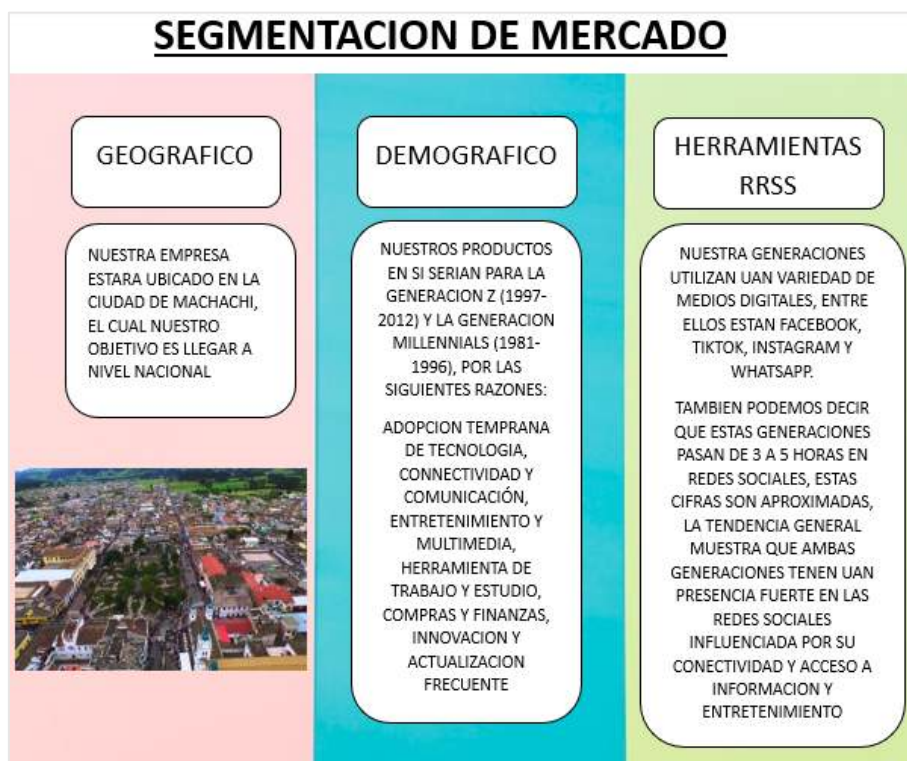 SEGMENTACION DE MERCADO
GEOGRAFICO
NUESTRA EMPRESA
ESTARA UBICADO EN LA
CIUDAD DE MACHACHI,
EL CUAL NUESTRO
OBJETIVO ES LLEGAR A
NIVEL NACIONAL
DEMOGRAFICO
NUESTROS PRODUCTOS
EN SI SERIAN PARA LA
GENERACION Z (1997-
2012) Y LA GENERACION
MILLENNIALS (1981-
1996), POR LAS
SIGUIENTES RAZONES:
ADOPCION TEMPRANA
DE TECNOLOGIA,
CONNECTIVIDAD Y
COMUNICACIÓN,
ENTRETENIMIENTO Y
MULTIMEDIA,
HERRAMIENTA DE
TRABAJO Y ESTUDIO,
COMPRAS Y FINANZAS,
INNOVACION Y
ACTUALIZACION
FRECUENTE
HERRAMIENTAS
RRSS
NUESTRA GENERACIONES
UTILIZAN UAN VARIEDAD DE
MEDIOS DIGITALES, ENTRE
ELLOS ESTAN FACEBOOK,
TIKTOK, INSTAGRAM Y
WHATSAPP.
TAMBIEN PODEMOS DECIR
QUE ESTAS GENERACIONES
PASAN DE 3 A 5 HORAS EN
REDES SOCIALES, ESTAS
CIFRAS SON APROXIMADAS,
LA TENDENCIA GENERAL
MUESTRA QUE AMBAS
GENERACIONES TENEN UAN
PRESENCIA FUERTE EN LAS
REDES SOCIALES
INFLUENCIADA POR SU
CONECTIVIDAD Y ACCESO A
INFORMACION Y
ENTRETENIMIENTO